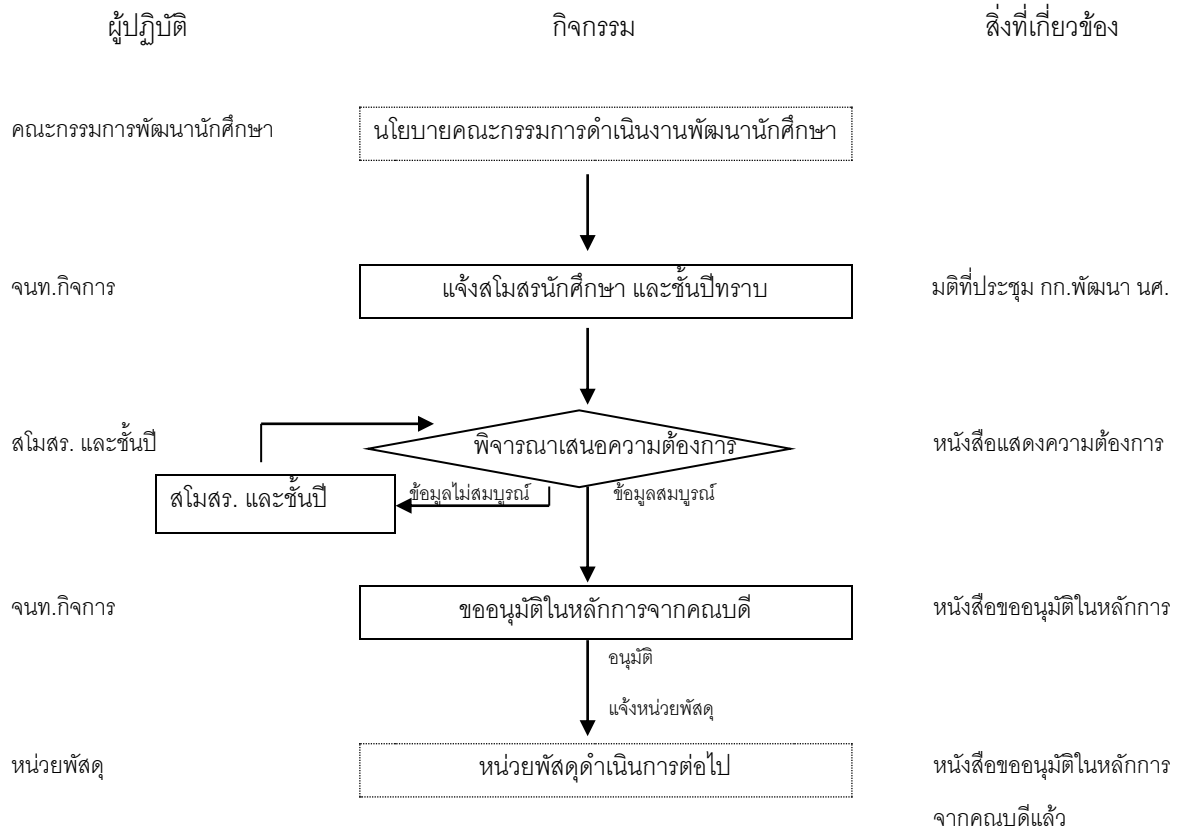 ผู้ปฏิบัติ กิจกรรม สิ่งที่เกี่ยวข้อง
คณะกรรมการพัฒนานักศึกษา นโยบายคณะกรรมการดำเนินงานพัฒนานักศึกษา
จนท.กิจการ แจ้งสโมสรนักศึกษา และชั้นปีทราบ มติที่ประชุม กก.พัฒนา นศ.
สโมสร. และชั้นปี พิจารณาเสนอความต้องการ หนังสือแสดงความต้องการ
สโมสร. และชั้นปี ข้อมูลไม่สมบูรณ์ ข้อมูลสมบูรณ์
จนท.กิจการ ขออนุมัติในหลักการจากคณบดี หนังสือขออนุมัติในหลักการ
อนุมัติ
แจ้งหน่วยพัสดุ
หน่วยพัสดุ หน่วยพัสดุดำเนินการต่อไป หนังสือขออนุมัติในหลักการ
จากคณบดีแล้ว